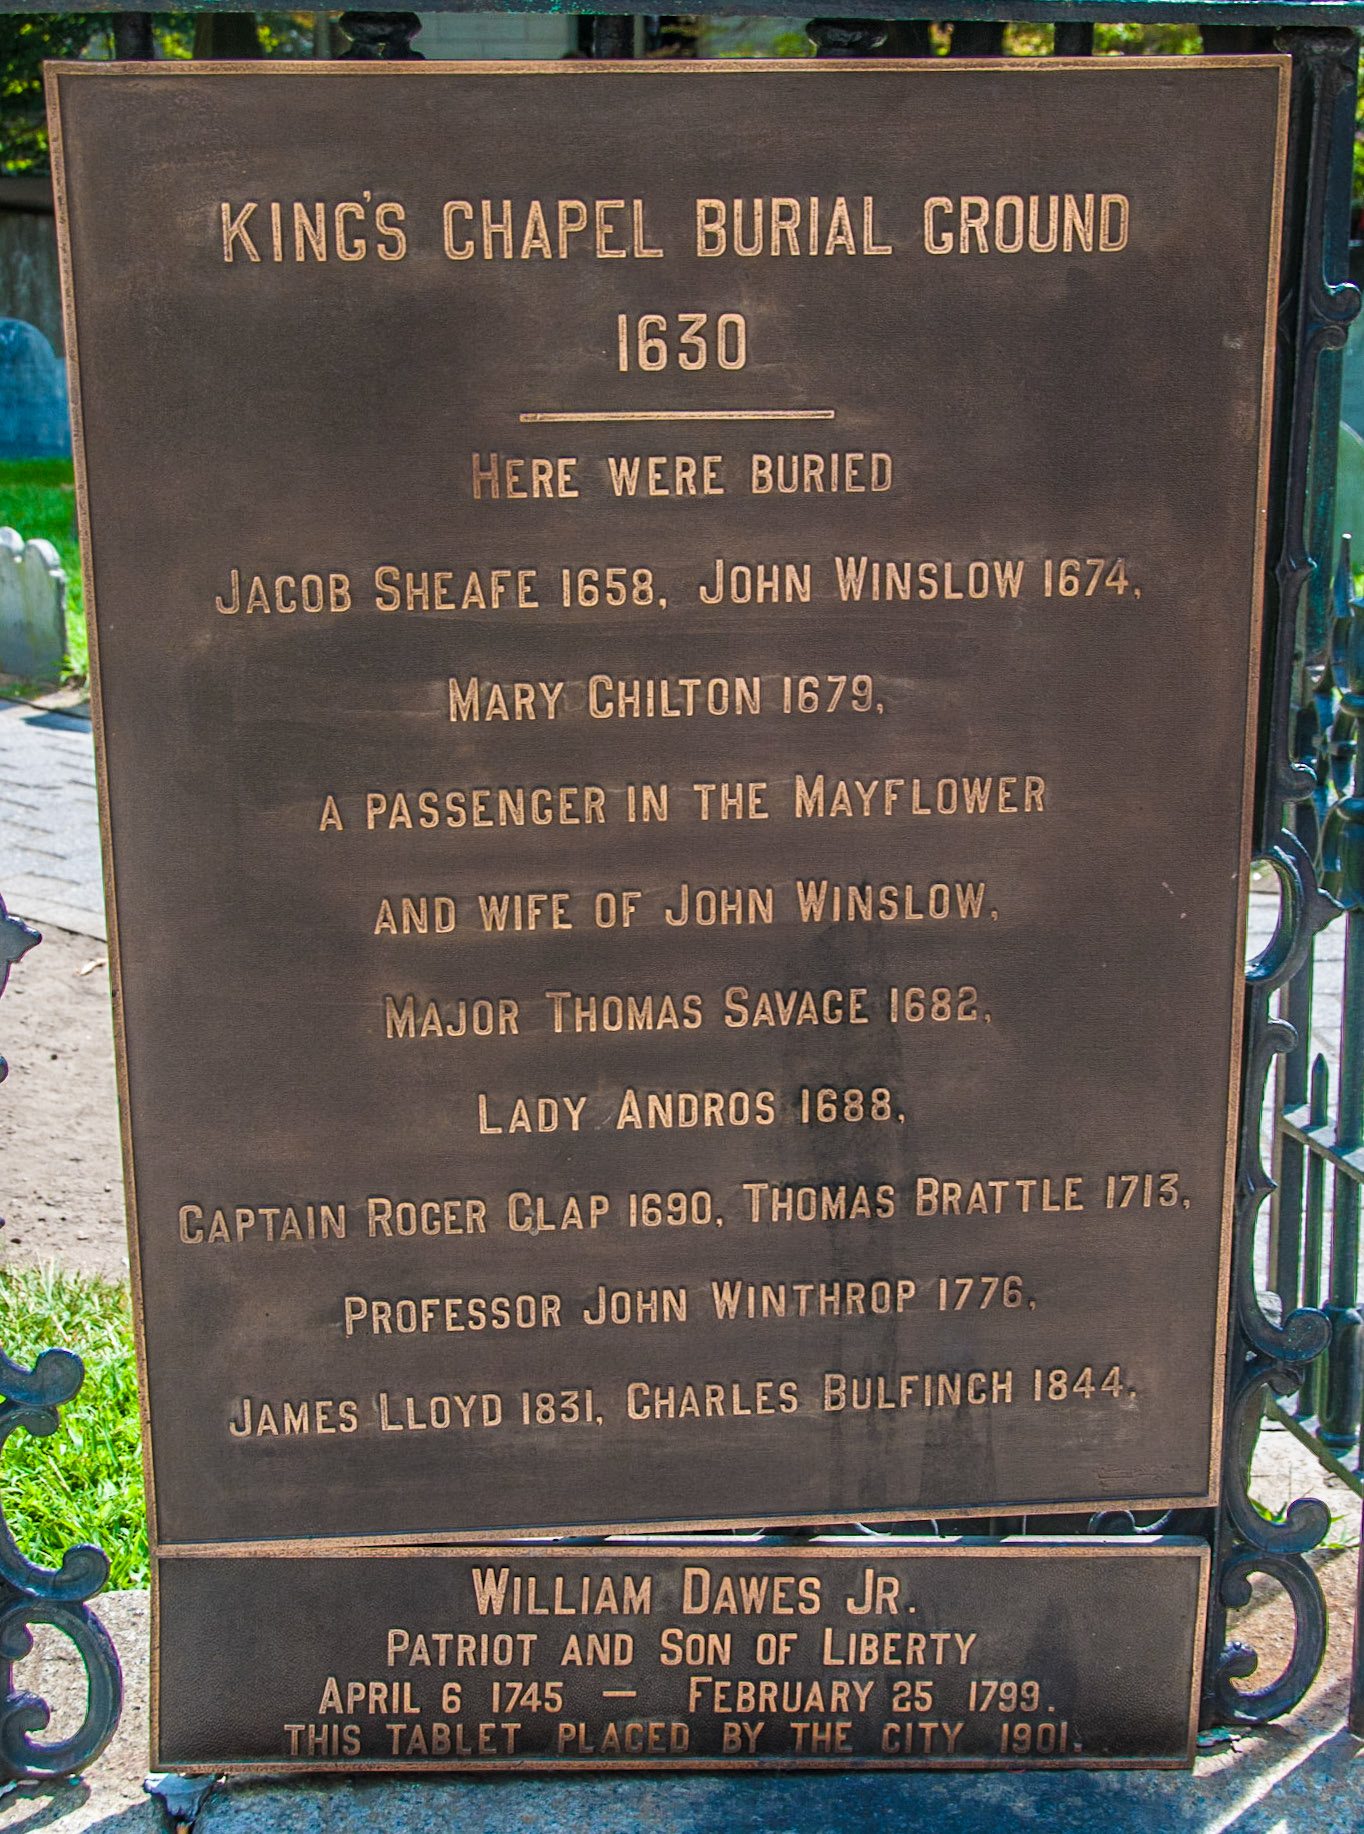 KING'S CHAPEL BURIAL GROUND
1630
HERE WERE BURIED
JACOB SHEAFE 1658, JOHN WINSLOW 1674,
MARY CHILTON 1679,
A PASSENGER IN THE MAYFLOWER
AND WIFE OF JOHN WINSLOW,
MAJOR THOMAS SAVAGE 1682,
LADY ANDROS 1688,
CAPTAIN ROGER CLAP 1690, THOMAS BRATTLE 1713,
PROFESSOR JOHN WINTHROP 1776,
JAMES LLOYD 1831, CHARLES BULFINCH 1844.
WILLIAM DAWES JR.
PATRIOT AND SON OF LIBERTY
APRIL 6 1745 — FEBRUARY 25 1799.
THIS TABLET PLACED BY THE CITY 1901.